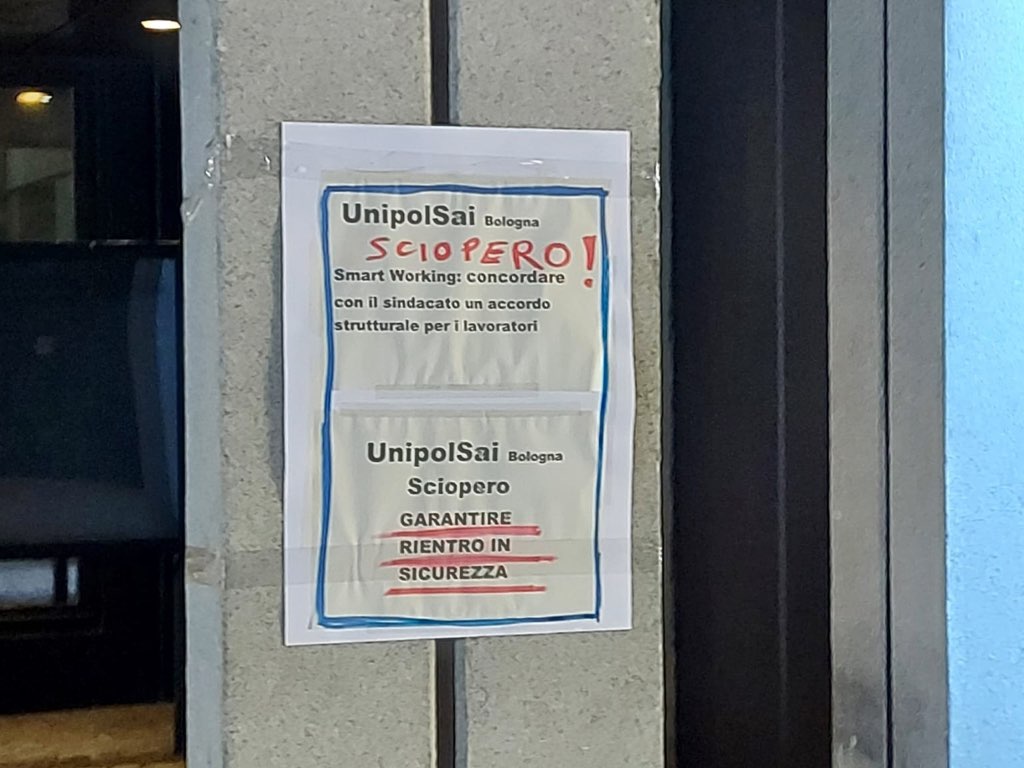 UnipolSai Bologna
SCIOPERO!
Smart Working: concordare
con il sindacato un accordo
strutturale per i lavoratori
UnipolSai Bologna
Sciopero
GARANTIRE
RIENTRO IN
SICUREZZA